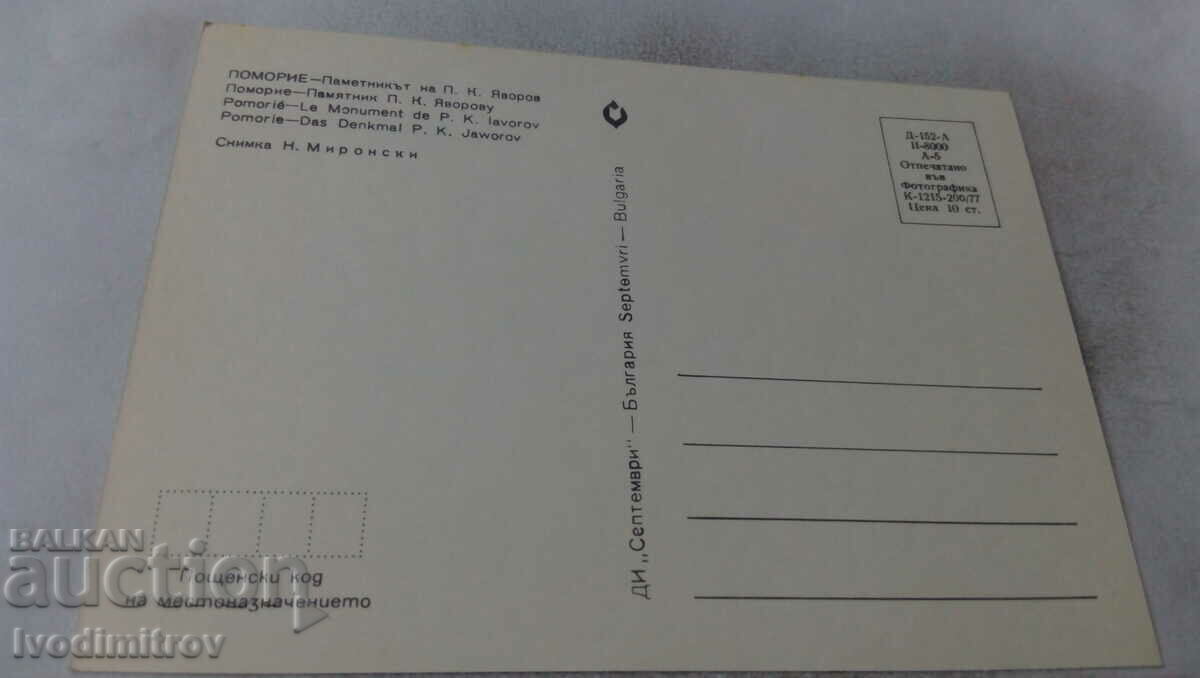 ПОМОРИЕ—Паметникът на П. К. Яворов
Поморие—Памятник П. К. Яворову
Pomorié—Le Monument de P. K. Iavorov
Pomorie—Das Denkmal P. K. Jaworov
Снимка Н. Миронски
ДИ „Септември" — България Septemvri — Bulgaria
Д-152-А
II-8000
А-5
Отпечатано
във
Фотографика
К-1215-200/77
Цена 10 ст.
Пощенски код
на местоназначението
BALKAN
auction
Ivodimitrov